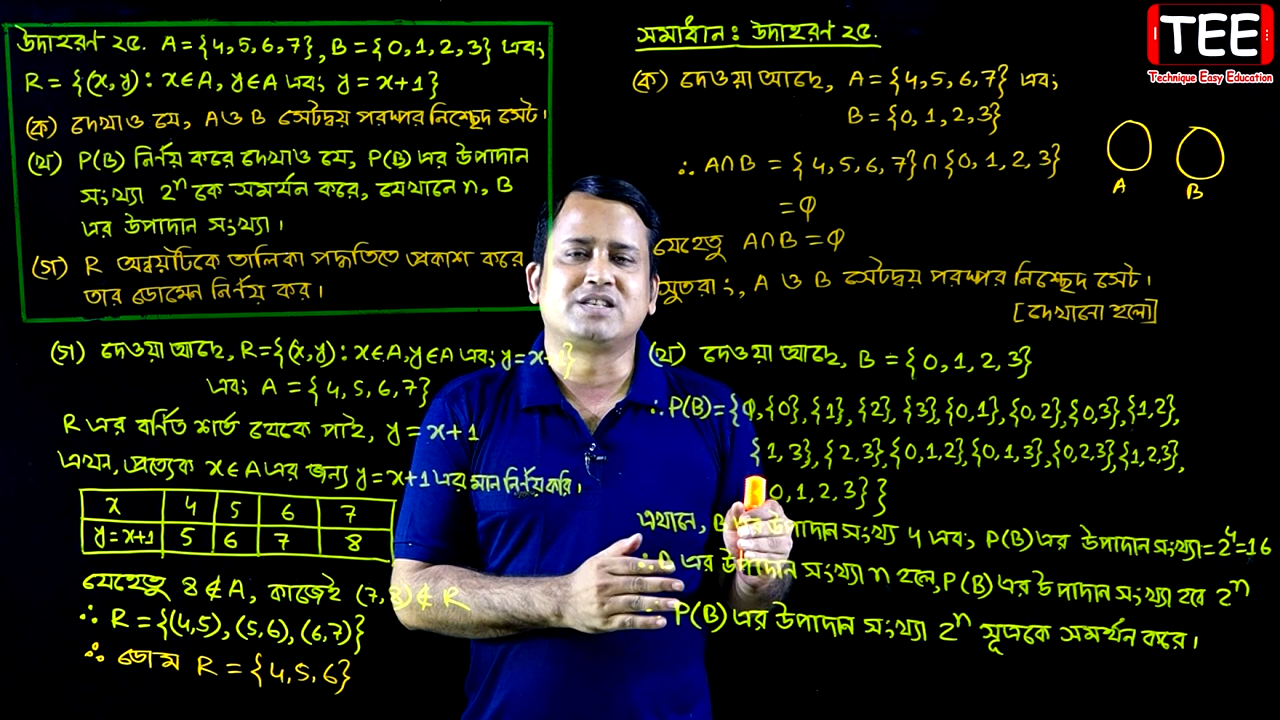 উদাহরণ ২৫. A={4,5,6,7}, B={0,1,2,3} এবং
R = {(x,y): x∈A, y∈A এবং y = x+1}
(ক) দেখাও যে, A ও B সেটদ্বয় পরস্পর নিশ্ছেদ সেট।
(খ) P(B) নির্ণয় করে দেখাও যে, P(B) এর উপাদান
সংখ্যা 2ⁿ কে সমর্থন করে, যেখানে n, B
এর উপাদান সংখ্যা।
(গ) R অন্বয়টিকে তালিকা পদ্ধতিতে প্রকাশ করে
তার ডোমেন নির্ণয় কর।
(গ) দেওয়া আছে, R={(x,y): x∈A,y∈A এবং y=x+1}
এবং A = {4,5,6,7}
R এর বর্ণিত শর্ত থেকে পাই, y = x+1
এখন, প্রত্যেক x∈A এর জন্য y=x+1 এর মান নির্ণয় করি।
x 4 5 6 7
y=x+1 5 6 7 8
যেহেতু 8∉A, কাজেই (7,8)∉R
∴ R = {(4,5), (5,6), (6,7)}
∴ ডোম R = {4,5,6}
সমাধান: উদাহরণ ২৫.
(ক) দেওয়া আছে, A = {4,5,6,7} এবং
B = {0,1,2,3}
∴ A∩B = {4,5,6,7}∩{0,1,2,3}
=φ
যেহেতু A∩B=φ
সুতরাং, A ও B সেটদ্বয় পরস্পর নিশ্ছেদ সেট।
[দেখানো হলো]
A B
(খ) দেওয়া আছে, B = {0,1,2,3}
∴ P(B)={φ,{0},{1},{2},{3},{0,1},{0,2},{0,3},{1,2},
{1,3},{2,3},{0,1,2},{0,1,3},{0,2,3},{1,2,3},
0,1,2,3}}
এখানে, B এর উপাদান সংখ্য 4 এবং P(B) এর উপাদান সংখ্যা=2⁴=16
∴ B এর উপাদান সংখ্যা n হলে, P(B) এর উপাদান সংখ্যা হবে 2ⁿ
∴ P(B) এর উপাদান সংখ্যা 2ⁿ সূত্রকে সমর্থন করে।
TEE
Technique Easy Education